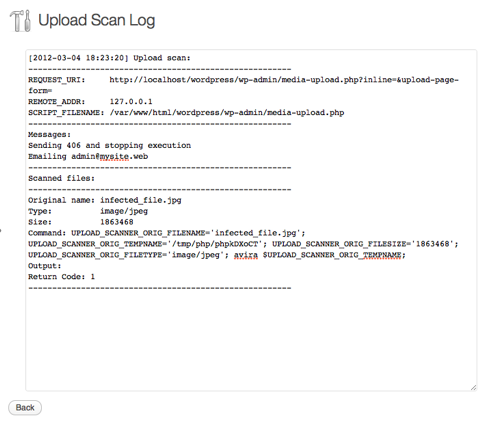 Upload Scan Log
[2012-03-04 18:23:20] Upload scan:
-------------------------------------------------------
REQUEST_URI: http://localhost/wordpress/wp-admin/media-upload.php?inline=&upload-page-
form=
REMOTE_ADDR: 127.0.0.1
SCRIPT_FILENAME: /var/www/html/wordpress/wp-admin/media-upload.php
-------------------------------------------------------
Messages:
Sending 406 and stopping execution
Emailing admin@mysite.web
-------------------------------------------------------
Scanned files:
-------------------------------------------------------
Original name: infected_file.jpg
Type: image/jpeg
Size: 1863468
Command: UPLOAD_SCANNER_ORIG_FILENAME='infected_file.jpg';
UPLOAD_SCANNER_ORIG_TEMPNAME='/tmp/php/phpkDXoCT'; UPLOAD_SCANNER_ORIG_FILESIZE='1863468';
UPLOAD_SCANNER_ORIG_FILETYPE='image/jpeg'; avira $UPLOAD_SCANNER_ORIG_TEMPNAME;
Output:
Return Code: 1
-------------------------------------------------------
Back